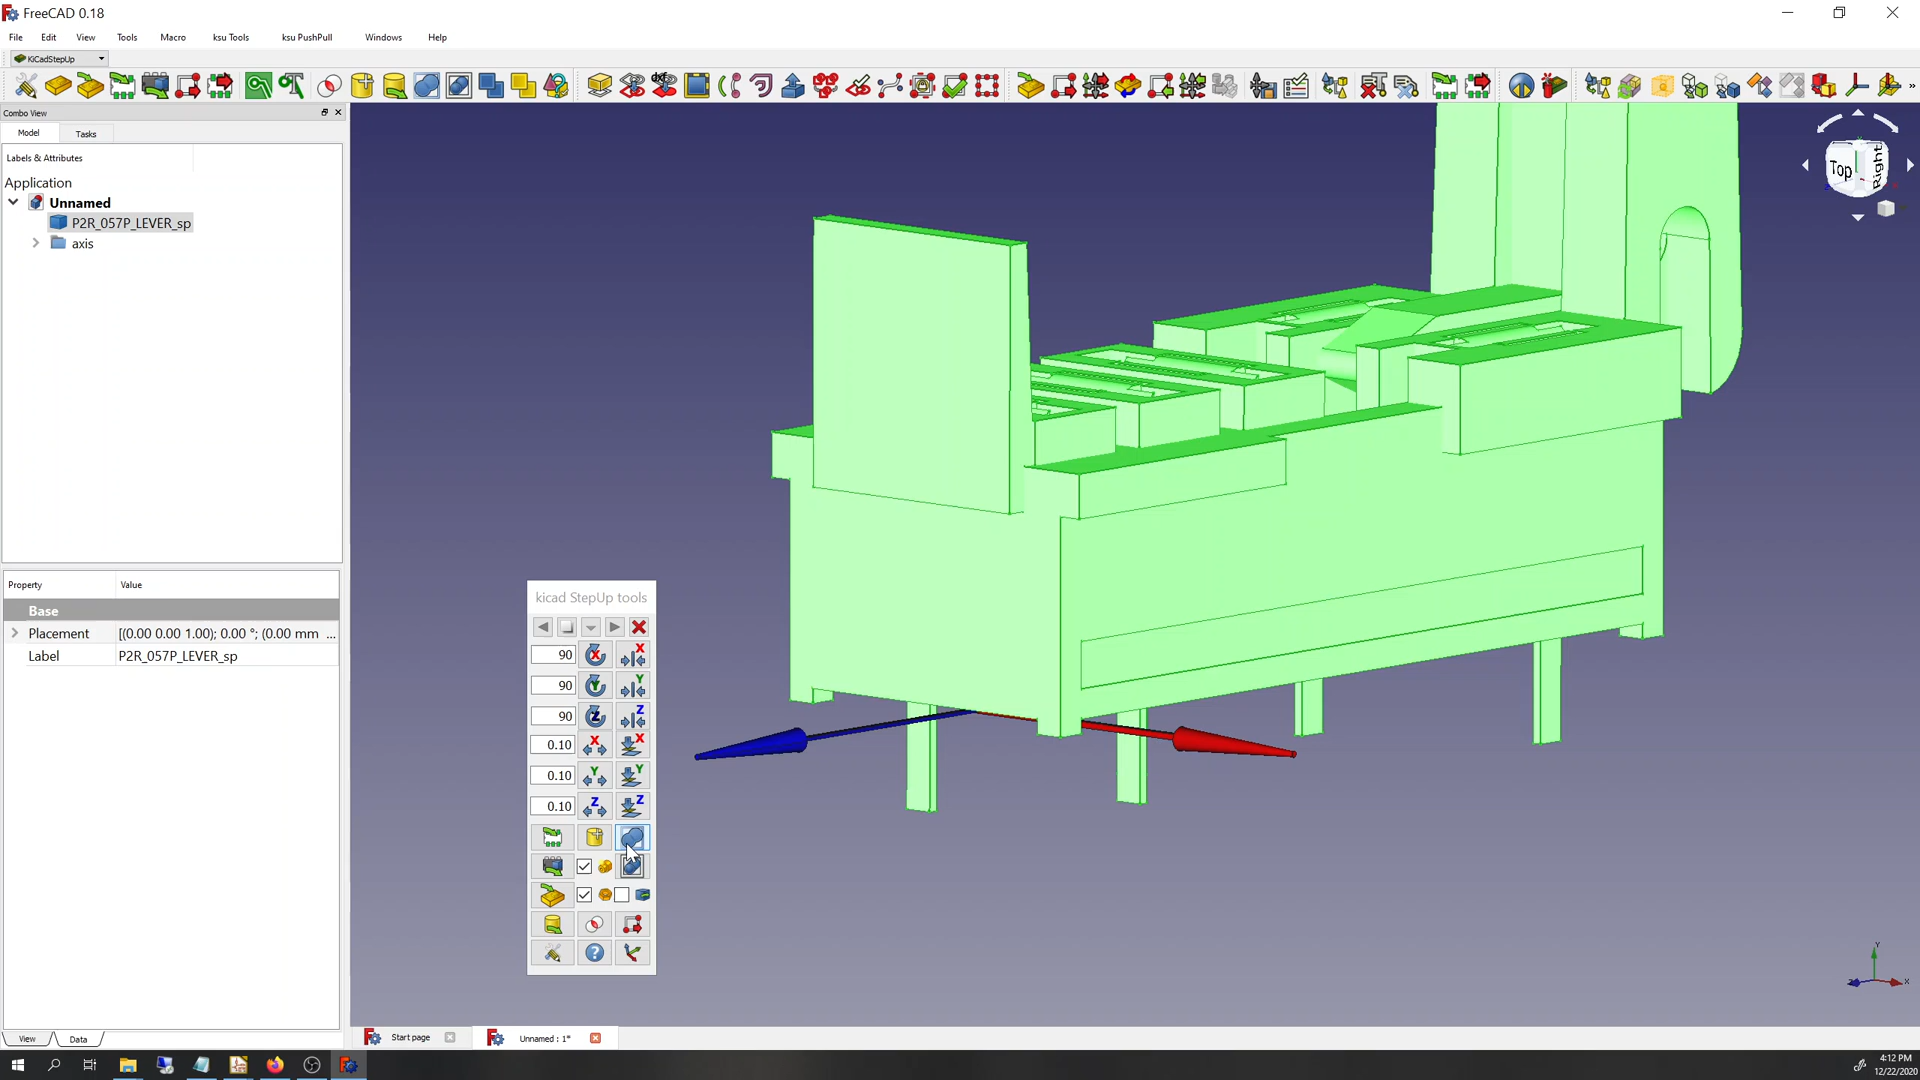 FreeCAD 0.18
File Edit View Tools Macro ksu Tools ksu PushPull Windows Help
KiCadStepUp
dxf
»
Combo View
Model Tasks
Labels & Attributes
Application
Unnamed
P2R_057P_LEVER_sp
axis
Top Right
Property Value
Base
Placement [(0.00 0.00 1.00); 0.00 °; (0.00 mm ...
Label P2R_057P_LEVER_sp
kicad StepUp tools
90 X X
90 Y Y
90 Z Z
0.10 X X
0.10 Y Y
0.10 Z Z
?
Y
X
View Data
Start page
Unnamed : 1*
4:12 PM
12/22/2020